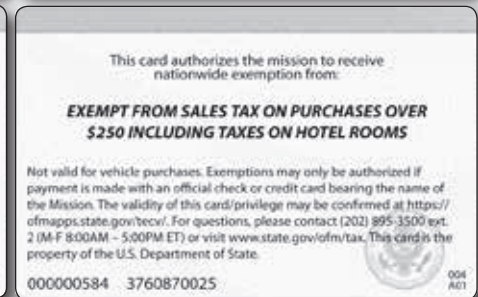 This card authorizes the mission to receive
nationwide exemption from:
EXEMPT FROM SALES TAX ON PURCHASES OVER
$250 INCLUDING TAXES ON HOTEL ROOMS
Not valid for vehicle purchases. Exemptions may only be authorized if
payment is made with an official check or credit card bearing the name of
the Mission. The validity of this card/privilege may be confirmed at https://
ofmapps.state.gov/tecv/. For questions, please contact (202) 895-3500 ext.
2 (M-F 8:00AM – 5:00PM ET) or visit www.state.gov/ofm/tax. This card is the
property of the U.S. Department of State.
000000584 3760870025
004
A01